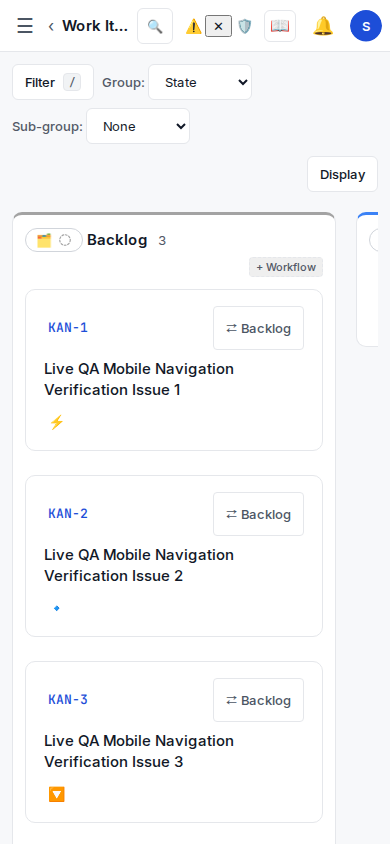 Work It...
S
Filter /
Group: State
Sub-group: None
Display
Backlog 3
+ Workflow
KAN-1
Backlog
Live QA Mobile Navigation
Verification Issue 1
KAN-2
Backlog
Live QA Mobile Navigation
Verification Issue 2
KAN-3
Backlog
Live QA Mobile Navigation
Verification Issue 3